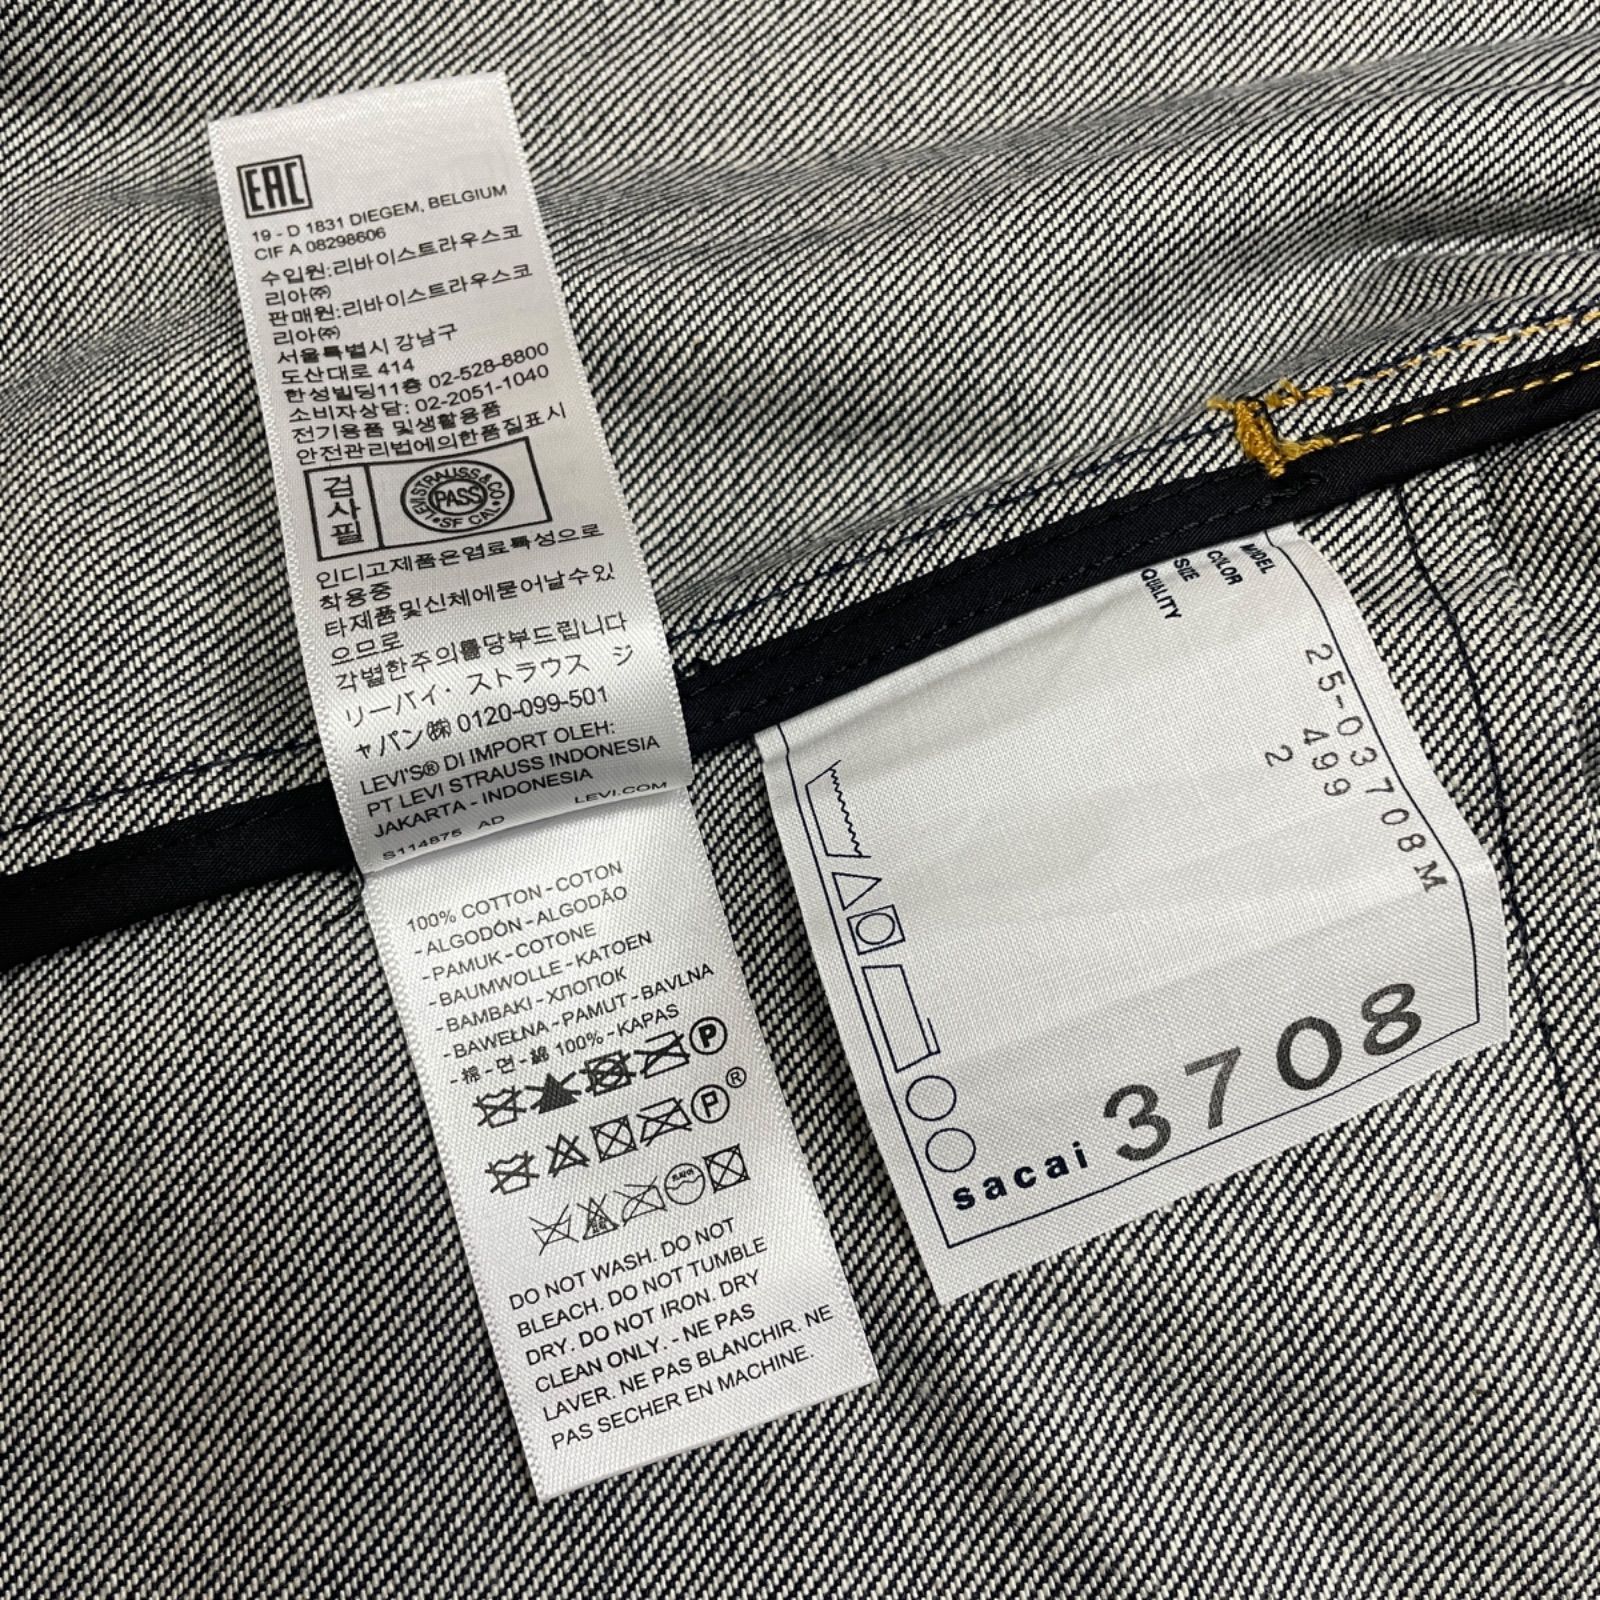 EAC
19 - D 1831 DIEGEM, BELGIUM
CIF A 08298606
수입원:리바이스트라우스코
리아㈜
판매원:리바이스트라우스코
리아㈜
서울특별시 강남구
도산대로 414
한성빌딩11층 02-528-8800
소비자상담: 02-2051-1040
전기용품 및생활용품
안전관리법에의한품질표시
검사필
LEVI STRAUSS & CO
PASS
SF CAL
인디고제품은염료특성으로
착용중
타제품및신체에묻어날수있
으므로
각별한주의를당부드립니다
リーバイ・ストラウス ジ
ャパン㈱ 0120-099-501
LEVI'S® DI IMPORT OLEH:
PT LEVI STRAUSS INDONESIA
JAKARTA - INDONESIA
LEVI.COM
S114875 AD
100% COTTON - COTON
- ALGODÓN - ALGODÃO
- PAMUK - COTONE
- BAUMWOLLE - KATOEN
- BAMBAKI - ХЛОПОК
- BAWEŁNA - PAMUT - BAVLNA
- 棉 - 면 - 綿 100% - KAPAS
P
P ®
DO NOT WASH. DO NOT
BLEACH. DO NOT TUMBLE
DRY. DO NOT IRON. DRY
CLEAN ONLY. - NE PAS
LAVER. NE PAS BLANCHIR. NE
PAS SECHER EN MACHINE.
MODEL 25-03708M
COLOR 499
SIZE 2
QUALITY
sacai 3708